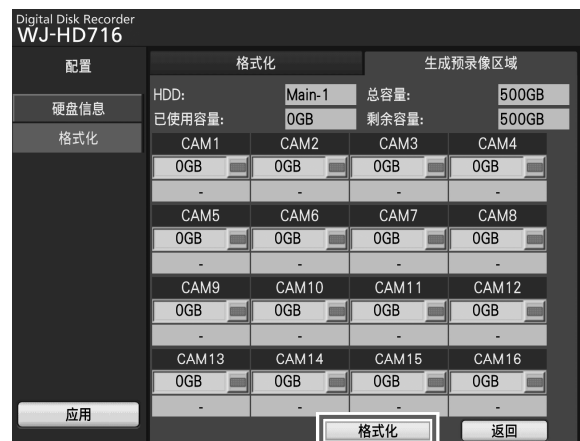 Digital Disk Recorder
WJ-HD716
配置
硬盘信息
格式化
应用
格式化 生成预录像区域
HDD: Main-1 总容量: 500GB
已使用容量: 0GB 剩余容量: 500GB
CAM1 CAM2 CAM3 CAM4
0GB 0GB 0GB 0GB
- - - -
CAM5 CAM6 CAM7 CAM8
0GB 0GB 0GB 0GB
- - - -
CAM9 CAM10 CAM11 CAM12
0GB 0GB 0GB 0GB
- - - -
CAM13 CAM14 CAM15 CAM16
0GB 0GB 0GB 0GB
- - - -
格式化 返回